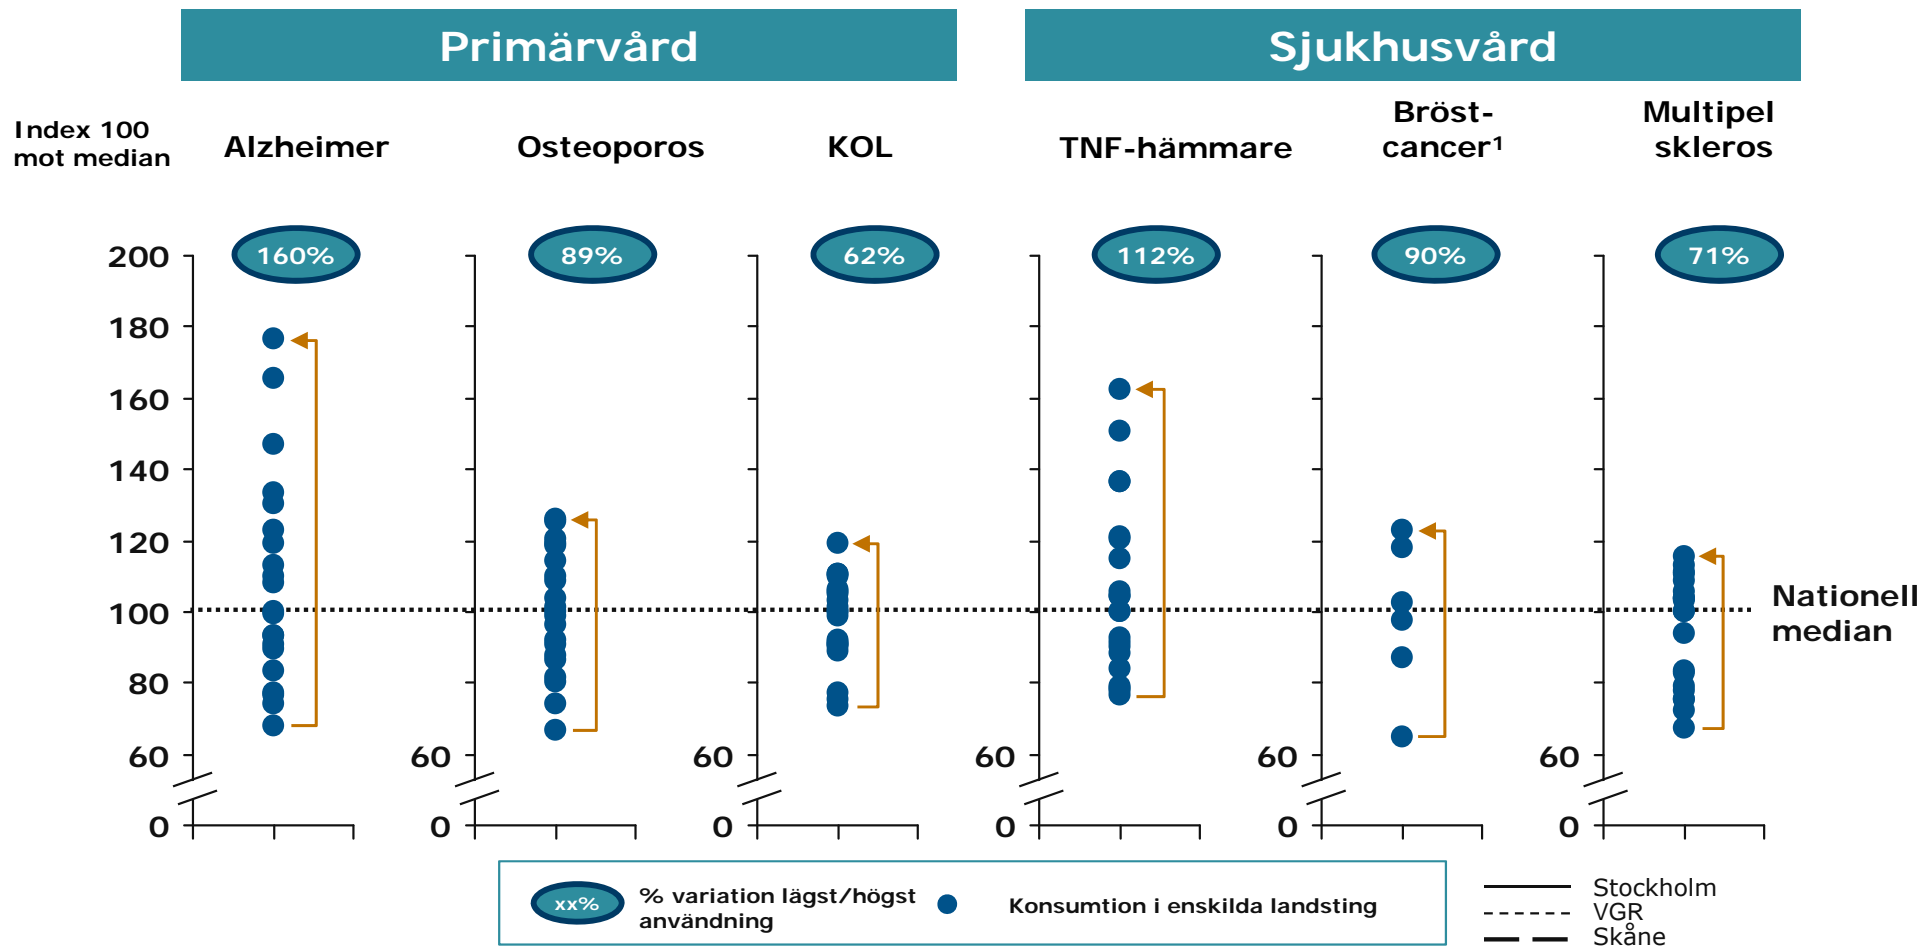 Primärvård
Sjukhusvård
Index 100
mot median
Alzheimer
Osteoporos
KOL
TNF-hämmare
Bröst-
cancer¹
Multipel
skleros
160%
89%
62%
112%
90%
71%
200
180
160
140
120
100
80
60
0
60
0
60
0
60
0
60
0
60
0
Nationell
median
xx%
% variation lägst/högst
användning
Konsumtion i enskilda landsting
Stockholm
VGR
Skåne